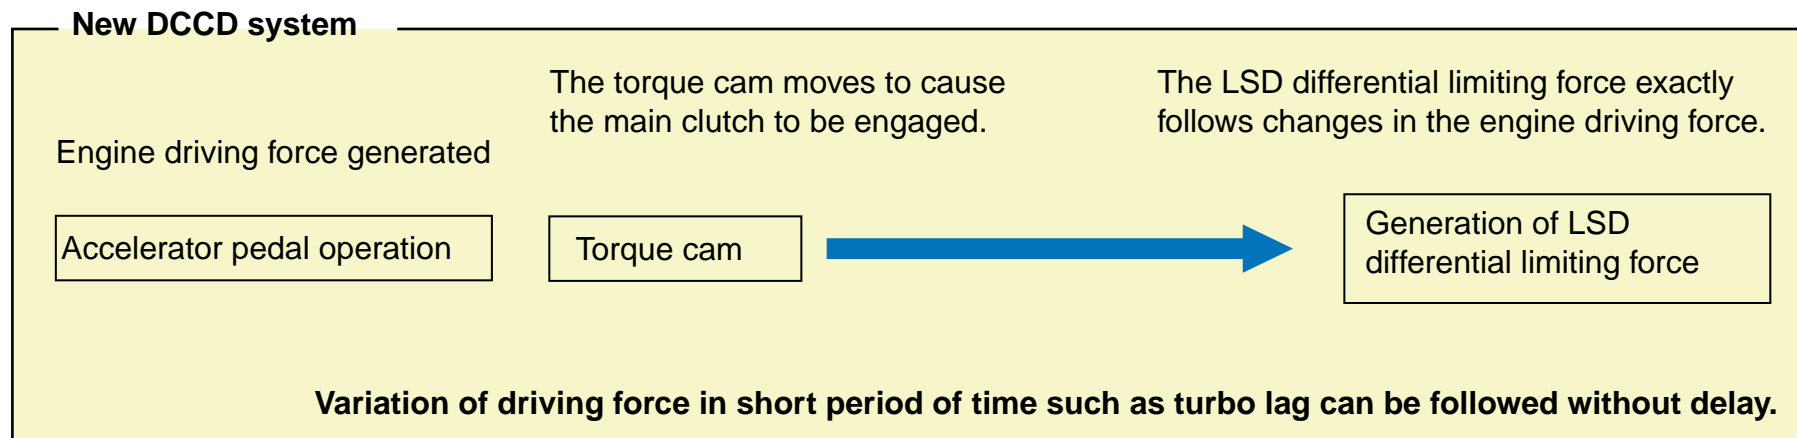 New DCCD system
The torque cam moves to cause
the main clutch to be engaged.
The LSD differential limiting force exactly
follows changes in the engine driving force.
Engine driving force generated
Accelerator pedal operation
Torque cam
Generation of LSD
differential limiting force
Variation of driving force in short period of time such as turbo lag can be followed without delay.